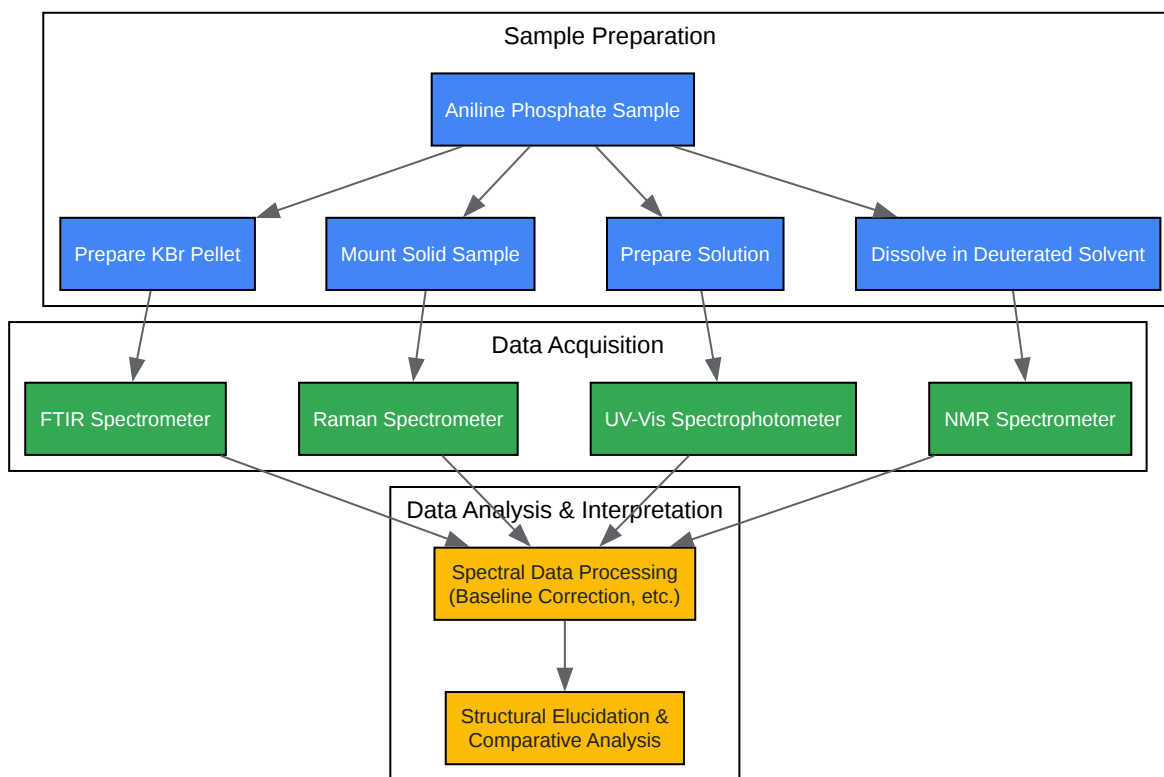 Sample Preparation
Aniline Phosphate Sample
Prepare KBr Pellet
Mount Solid Sample
Prepare Solution
Dissolve in Deuterated Solvent
Data Acquisition
FTIR Spectrometer
Raman Spectrometer
UV-Vis Spectrophotometer
NMR Spectrometer
Data Analysis & Interpretation
Spectral Data Processing
(Baseline Correction, etc.)
Structural Elucidation &
Comparative Analysis